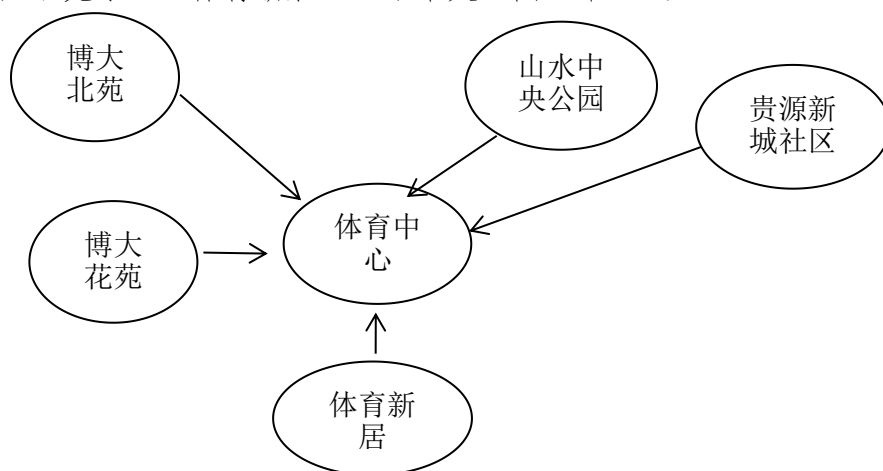 博大
北苑
山水中
央公园
贵源新
城社区
体育中
心
博大
花苑
体育新
居